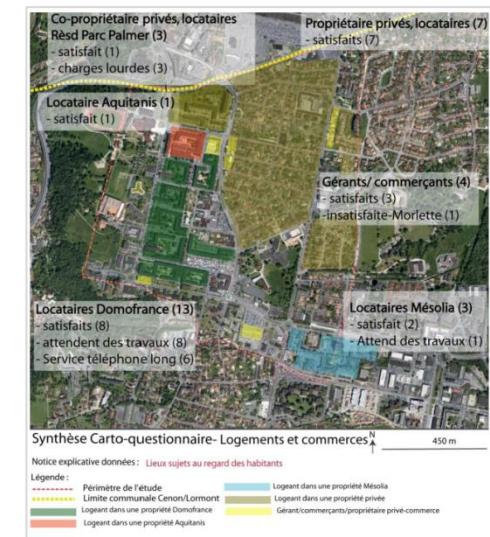 Co-propriétaire privés, locataires
Rèsd Parc Palmer (3)
- satisfait (1)
- charges lourdes (3)
Propriétaire privés, locataires (7)
- satisfaits (7)
Locataire Aquitanis (1)
- satisfait (1)
Gérants/ commerçants (4)
- satisfaits (3)
-insatisfaite-Morlette (1)
Locataires Domofrance (13)
- satisfaits (8)
- attendent des travaux (8)
- Service téléphone long (6)
Locataires Mésolia (3)
- satisfait (2)
- Attend des travaux (1)
Synthèse Carto-questionnaire- Logements et commerces
N
450 m
Notice explicative données : Lieux sujets au regard des habitants
Légende :
Périmètre de l'étude
Limite communale Cenon/Lormont
Logeant dans une propriété Domofrance
Logeant dans une propriété Aquitanis
Logeant dans une propriété Mésolia
Logeant dans une propriété privée
Gérant/commerçants/propriétaire privé-commerce